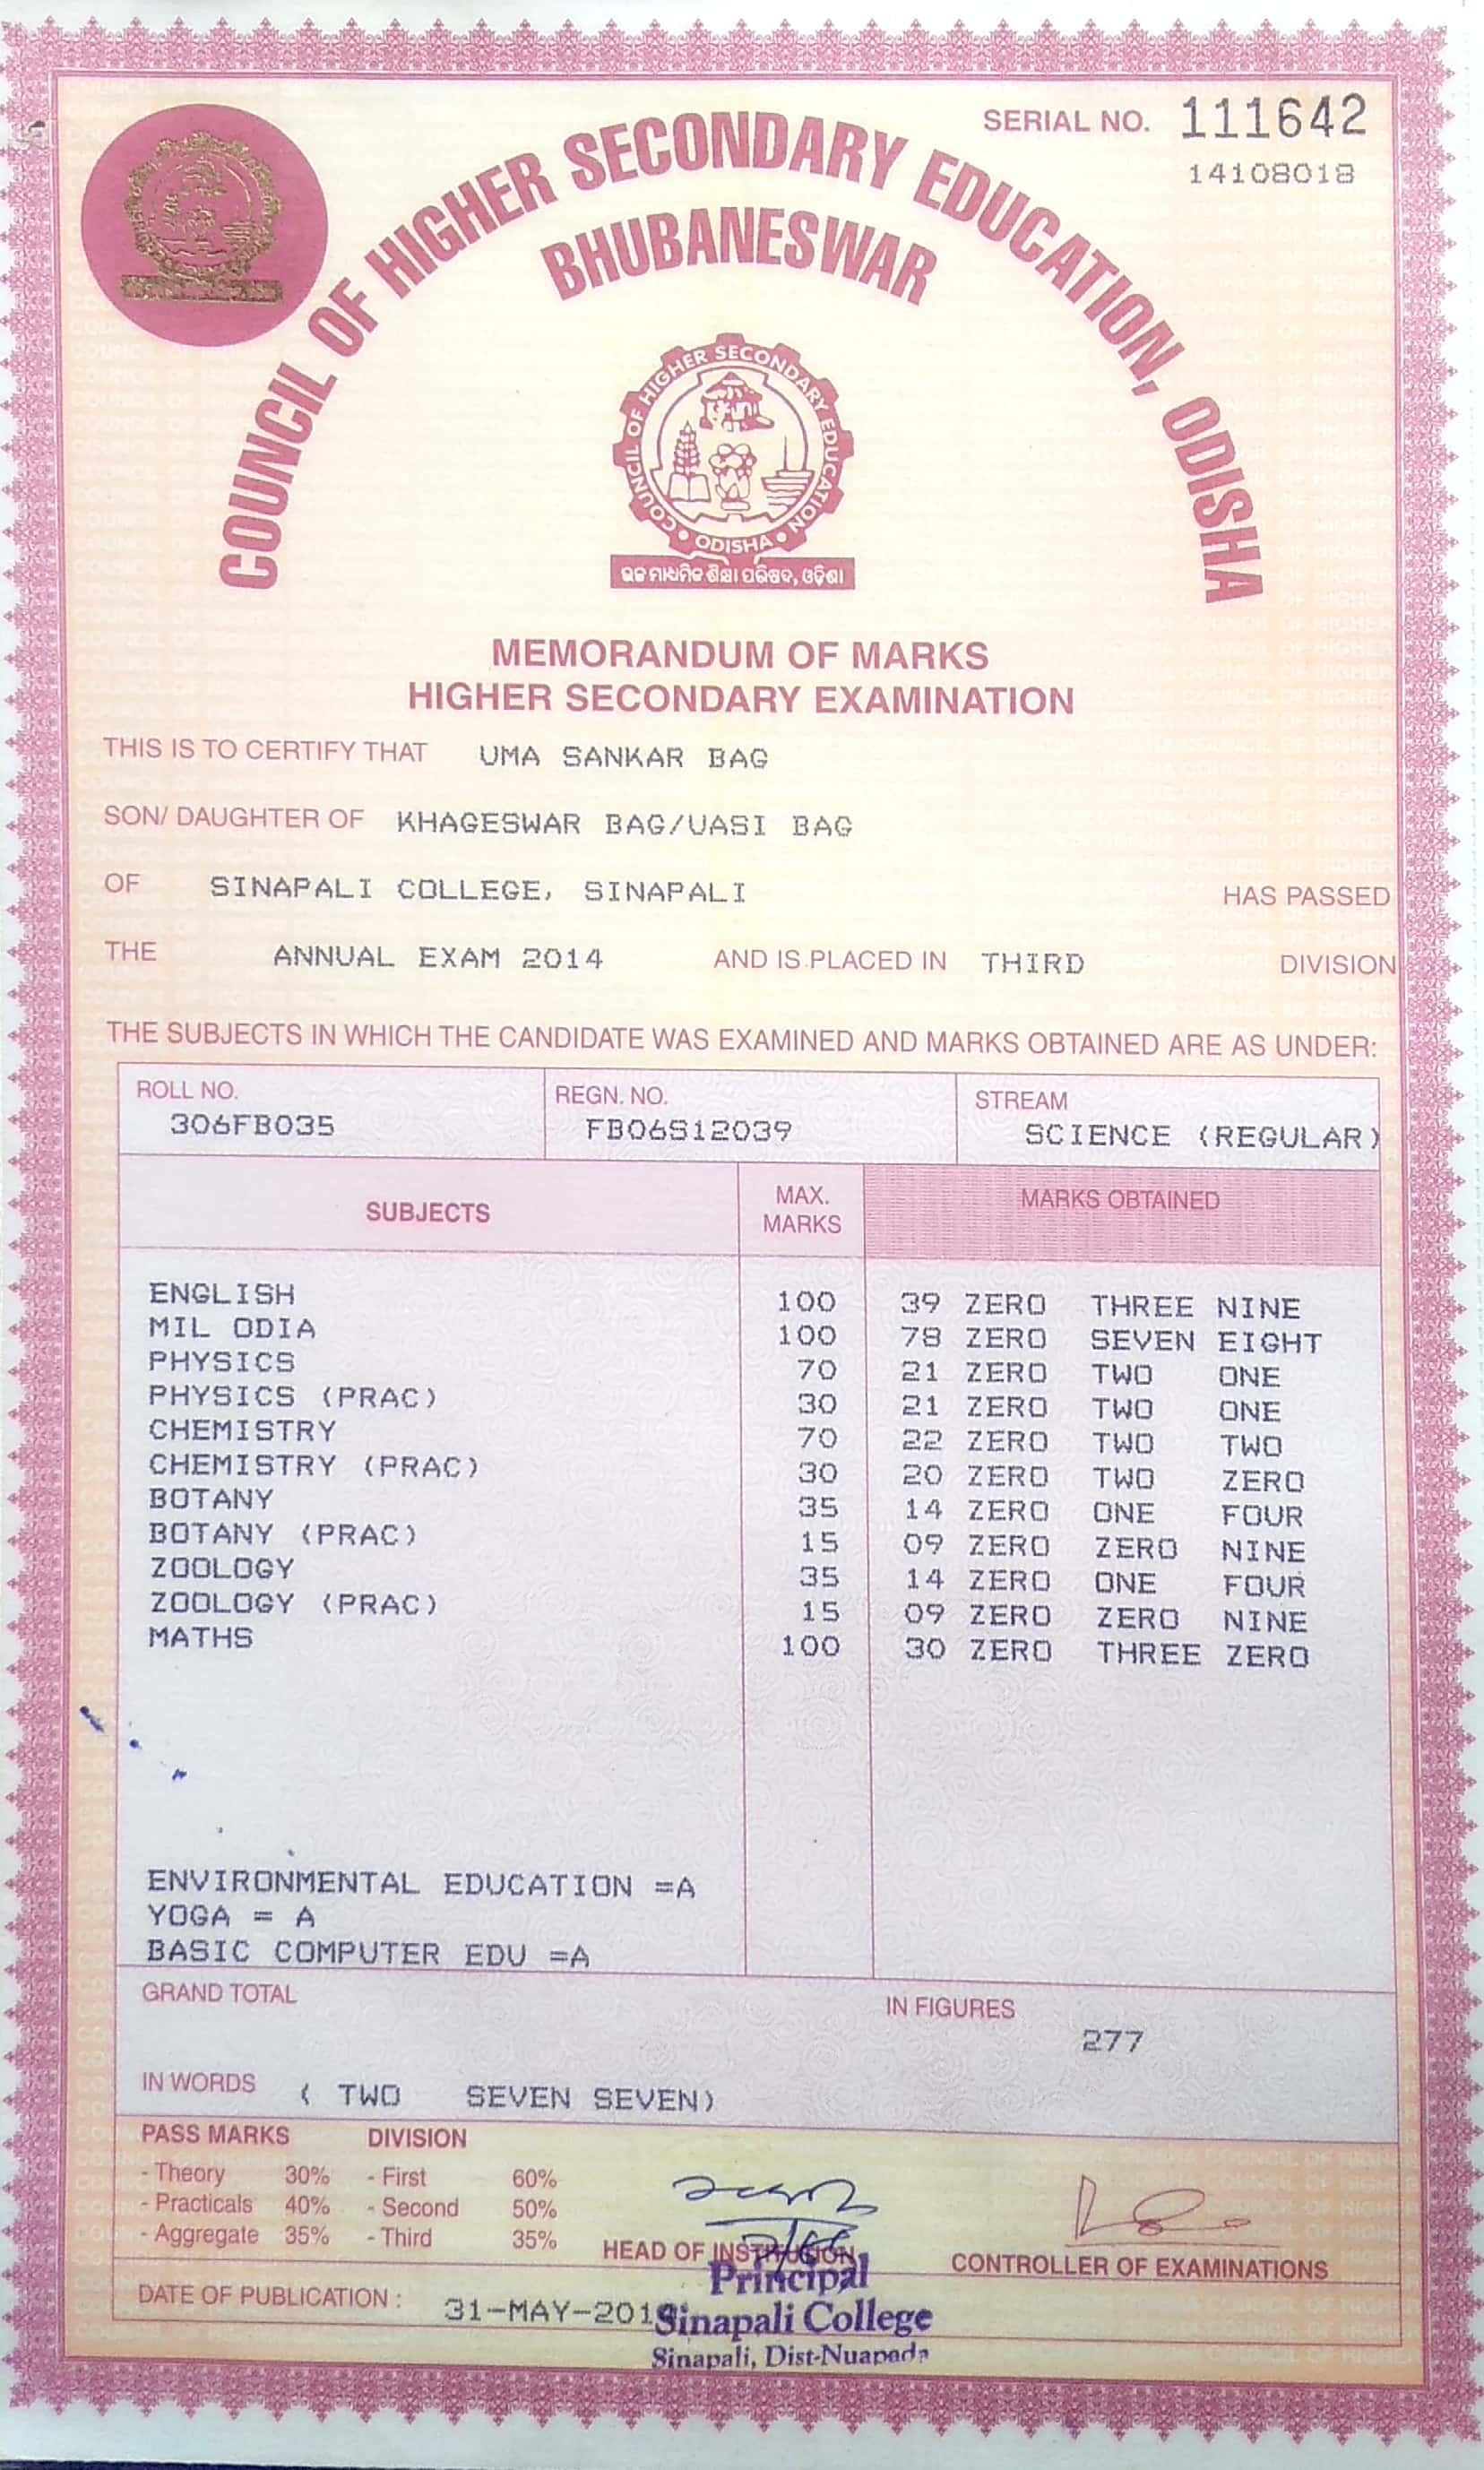 SERIAL NO. 111642
14108018
COUNCIL OF HIGHER SECONDARY EDUCATION, ODISHA
BHUBANESWAR
COUNCIL OF HIGHER SECONDARY EDUCATION
ODISHA
ଉଚ୍ଚ ମାଧ୍ୟମିକ ଶିକ୍ଷା ପରିଷଦ, ଓଡ଼ିଶା
MEMORANDUM OF MARKS
HIGHER SECONDARY EXAMINATION
THIS IS TO CERTIFY THAT UMA SANKAR BAG
SON/ DAUGHTER OF KHAGESWAR BAG/UASI BAG
OF SINAPALI COLLEGE, SINAPALI HAS PASSED
THE ANNUAL EXAM 2014 AND IS PLACED IN THIRD DIVISION
THE SUBJECTS IN WHICH THE CANDIDATE WAS EXAMINED AND MARKS OBTAINED ARE AS UNDER:
ROLL NO. REGN. NO. STREAM
306FB035 FB06S12039 SCIENCE (REGULAR)
SUBJECTS MAX. MARKS MARKS OBTAINED
ENGLISH 100 39 ZERO THREE NINE
MIL ODIA 100 78 ZERO SEVEN EIGHT
PHYSICS 70 21 ZERO TWO ONE
PHYSICS (PRAC) 30 21 ZERO TWO ONE
CHEMISTRY 70 22 ZERO TWO TWO
CHEMISTRY (PRAC) 30 20 ZERO TWO ZERO
BOTANY 35 14 ZERO ONE FOUR
BOTANY (PRAC) 15 09 ZERO ZERO NINE
ZOOLOGY 35 14 ZERO ONE FOUR
ZOOLOGY (PRAC) 15 09 ZERO ZERO NINE
MATHS 100 30 ZERO THREE ZERO
ENVIRONMENTAL EDUCATION =A
YOGA = A
BASIC COMPUTER EDU =A
GRAND TOTAL IN FIGURES
277
IN WORDS ( TWO SEVEN SEVEN)
PASS MARKS DIVISION
- Theory 30% - First 60%
- Practicals 40% - Second 50%
- Aggregate 35% - Third 35%
HEAD OF INSTITUTION CONTROLLER OF EXAMINATIONS
Principal
DATE OF PUBLICATION : 31-MAY-201
Sinapali College
Sinapali, Dist-Nuapada